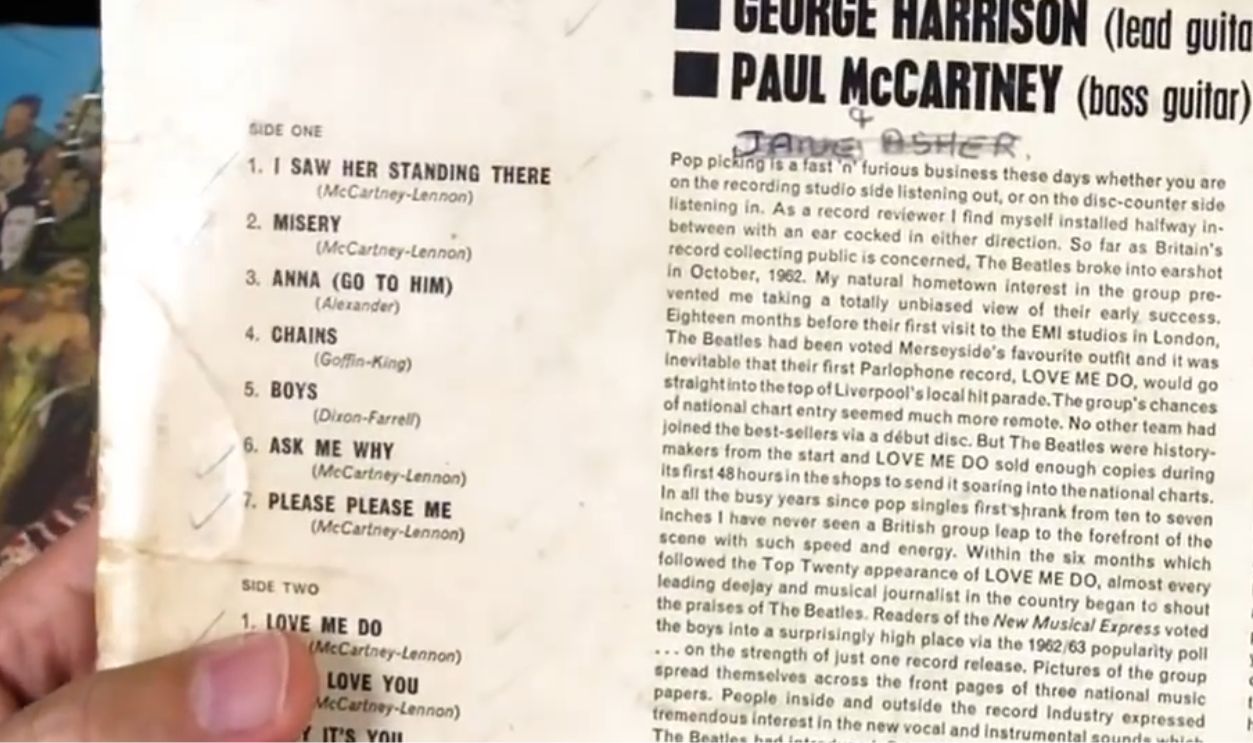 GEORGE HARRISON (lead guita
PAUL McCARTNEY (bass guitar)
&
JANE ASHER.
SIDE ONE
1. I SAW HER STANDING THERE
(McCartney-Lennon)
2. MISERY
(McCartney-Lennon)
3. ANNA (GO TO HIM)
(Alexander)
4. CHAINS
(Goffin-King)
5. BOYS
(Dixon-Farrell)
6. ASK ME WHY
(McCartney-Lennon)
7. PLEASE PLEASE ME
(McCartney-Lennon)
SIDE TWO
1. LOVE ME DO
(McCartney-Lennon)
LOVE YOU
McCartney-Lennon)
Y IT'S YOU
Pop picking is a fast 'n' furious business these days whether you are
on the recording studio side listening out, or on the disc-counter side
listening in. As a record reviewer I find myself installed halfway in-
between with an ear cocked in either direction. So far as Britain's
record collecting public is concerned, The Beatles broke into earshot
in October, 1962. My natural hometown interest in the group pre-
vented me taking a totally unbiased view of their early success.
Eighteen months before their first visit to the EMI studios in London,
The Beatles had been voted Merseyside's favourite outfit and it was
inevitable that their first Parlophone record, LOVE ME DO, would go
straight into the top of Liverpool's local hit parade. The group's chances
of national chart entry seemed much more remote. No other team had
joined the best-sellers via a début disc. But The Beatles were history-
makers from the start and LOVE ME DO sold enough copies during
its first 48 hours in the shops to send it soaring into the national charts.
In all the busy years since pop singles first shrank from ten to seven
inches I have never seen a British group leap to the forefront of the
scene with such speed and energy. Within the six months which
followed the Top Twenty appearance of LOVE ME DO, almost every
leading deejay and musical journalist in the country began to shout
the praises of The Beatles. Readers of the New Musical Express voted
the boys into a surprisingly high place via the 1962/63 popularity poll
... on the strength of just one record release. Pictures of the group
spread themselves across the front pages of three national music
papers. People inside and outside the record industry expressed
tremendous interest in the new vocal and instrumental sounds which
The Beatles had